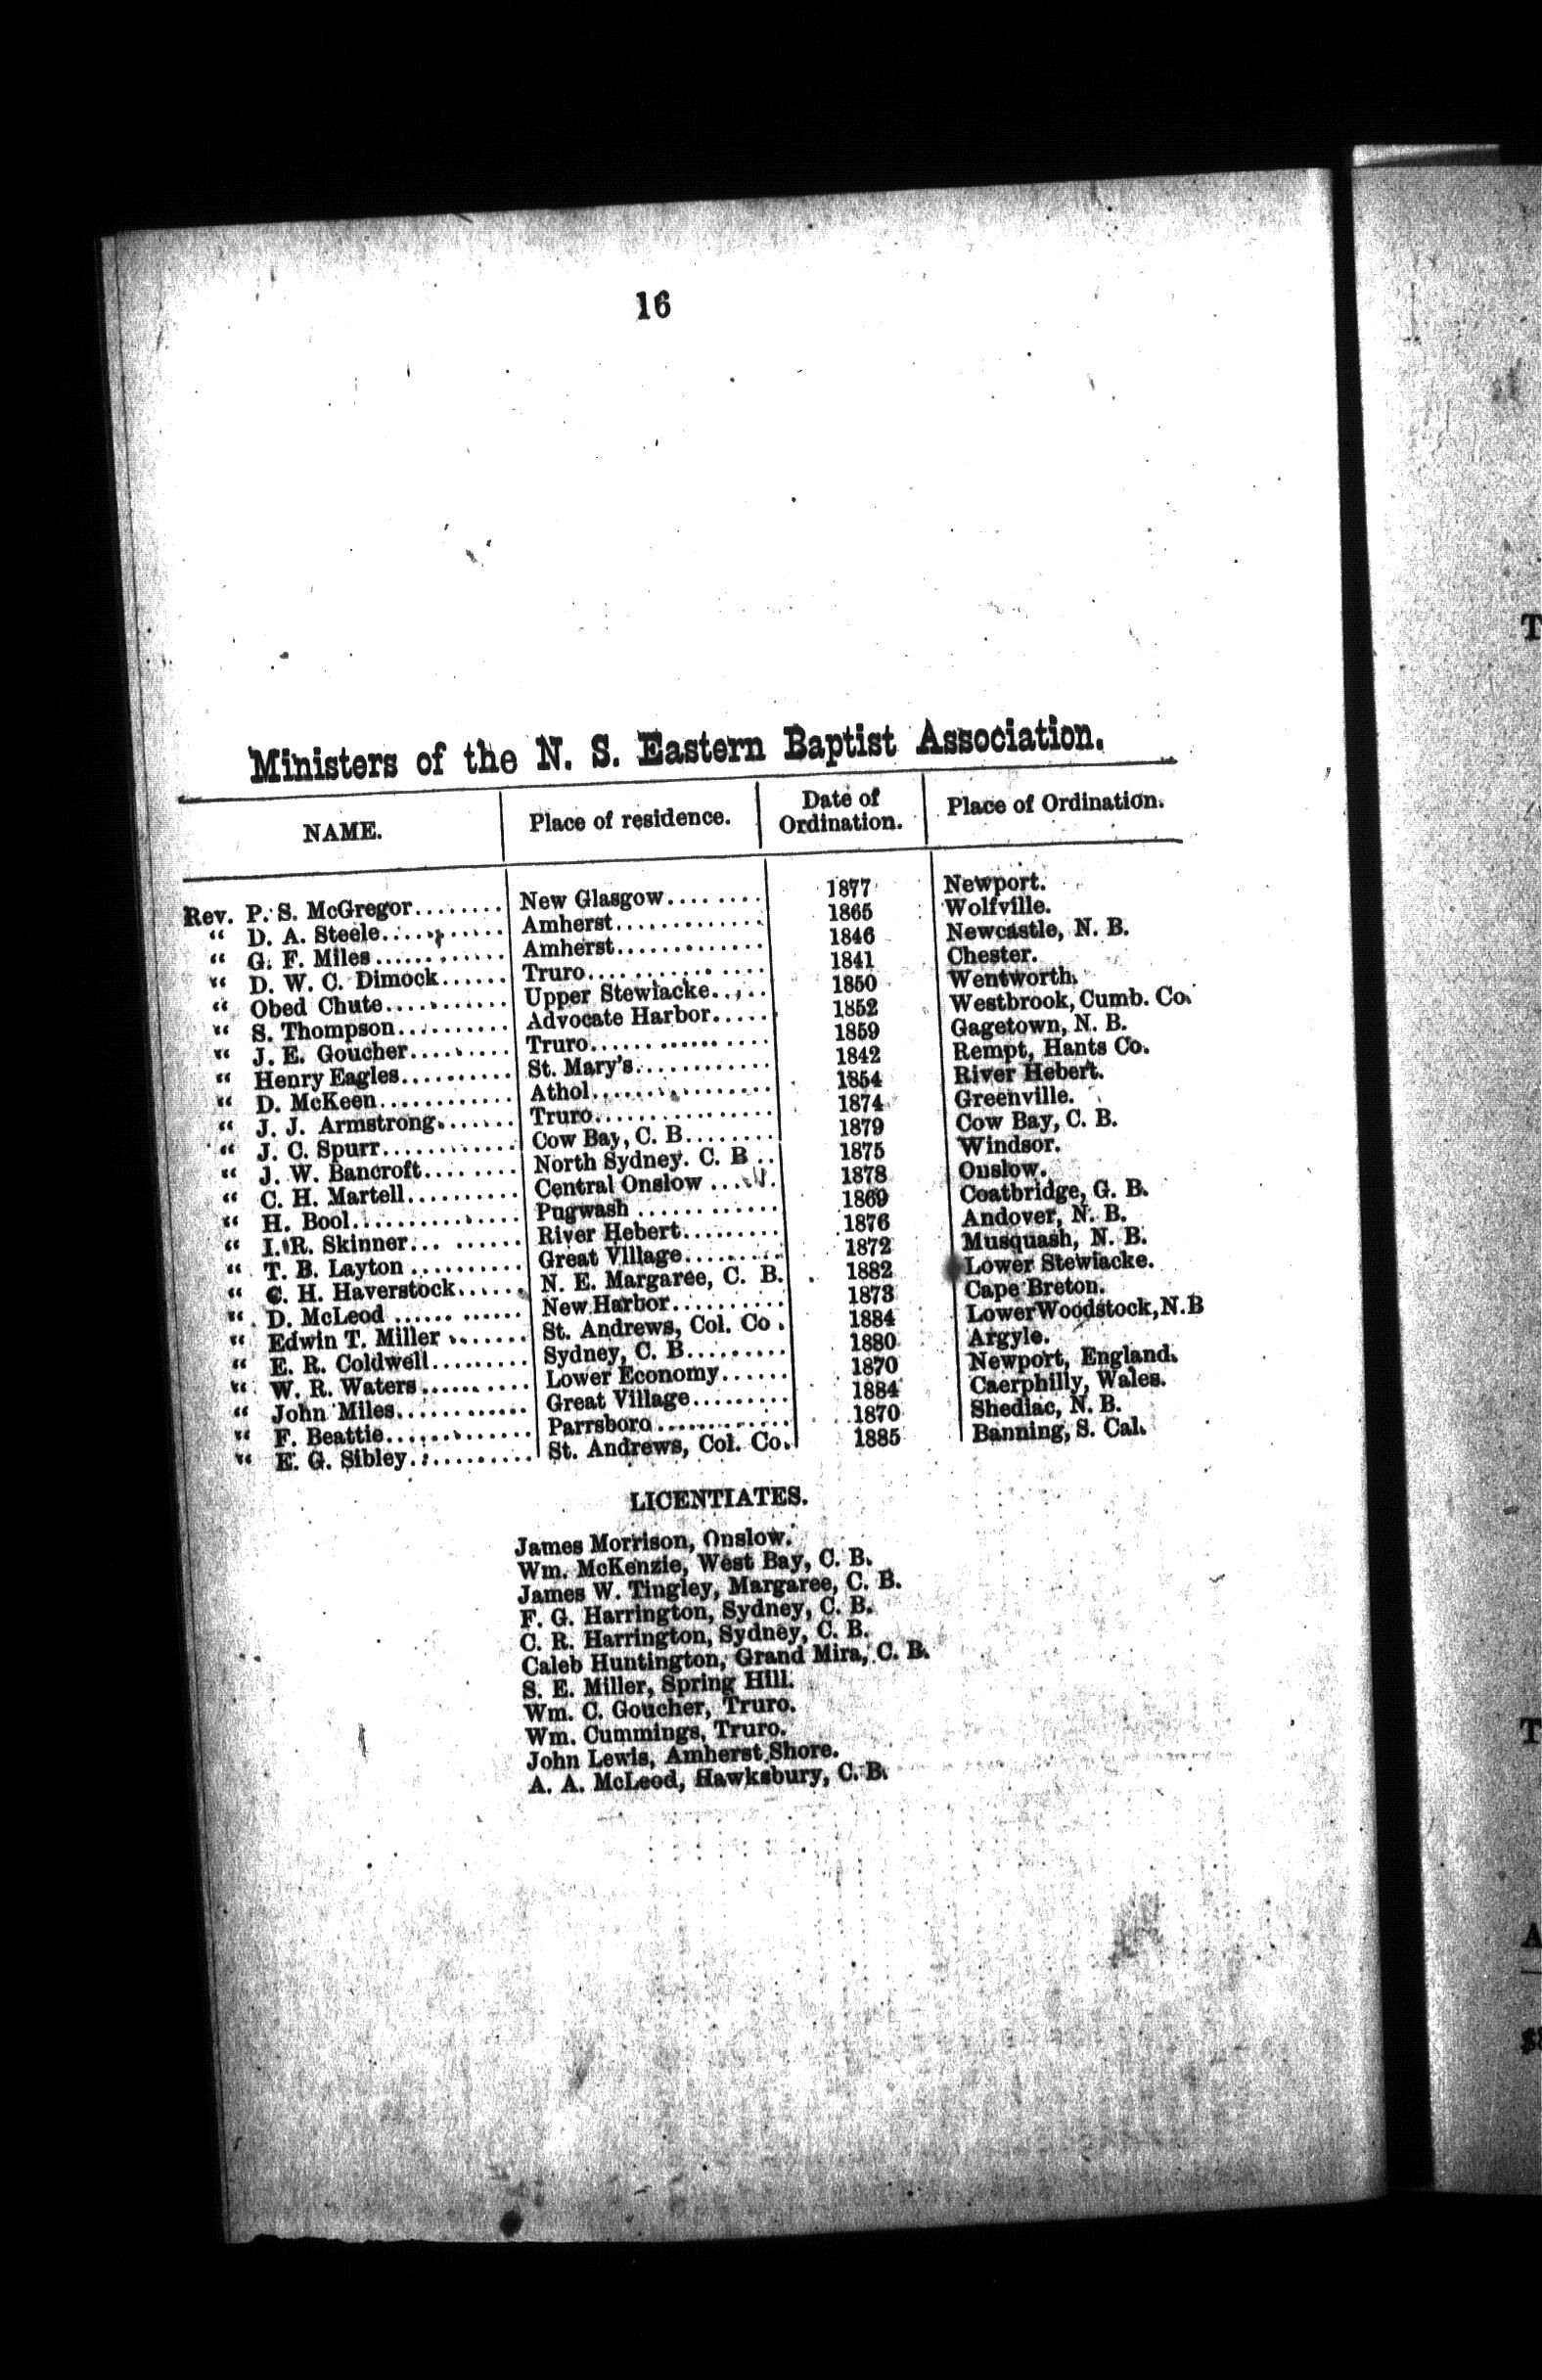 16
Ministers of the N. S. Eastern Baptist Association.
NAME. Place of residence. Date of Ordination. Place of Ordination.
Rev. P. S. McGregor........ New Glasgow........ 1877 Newport.
“ D. A. Steele............ Amherst............. 1865 Wolfville.
“ G. F. Miles............. Amherst............. 1846 Newcastle, N. B.
“ D. W. C. Dimock...... Truro............... 1841 Chester.
“ Obed Chute........... Upper Stewiacke..... 1850 Wentworth.
“ S. Thompson.......... Advocate Harbor..... 1852 Westbrook, Cumb. Co.
“ J. E. Goucher......... Truro............... 1859 Gagetown, N. B.
“ Henry Eagles.......... St. Mary's............ 1842 Rempt, Hants Co.
“ D. McKeen............ Athol................ 1854 River Hebert.
“ J. J. Armstrong....... Truro................ 1874 Greenville.
“ J. C. Spurr............ Cow Bay, C. B........ 1879 Cow Bay, C. B.
“ J. W. Bancroft........ North Sydney. C. B .. 1875 Windsor.
“ C. H. Martell.......... Central Onslow ...... 1878 Onslow.
“ H. Bool............... Pugwash ............ 1869 Coatbridge, G. B.
“ I. R. Skinner... ...... River Hebert......... 1876 Andover, N. B.
“ T. B. Layton .......... Great Village......... 1872 Musquash, N. B.
“ C. H. Haverstock...... N. E. Margaree, C. B. 1882 Lower Stewiacke.
“ D. McLeod ...... ...... New Harbor.......... 1873 Cape Breton.
“ Edwin T. Miller ....... St. Andrews, Col. Co . 1884 Lower Woodstock, N.B
“ E. R. Coldwell......... Sydney, C. B......... 1880 Argyle.
“ W. R. Waters.......... Lower Economy...... 1870 Newport, England.
“ John Miles............ Great Village......... 1884 Caerphilly, Wales.
“ F. Beattie............. Parrsboro ............ 1870 Shediac, N. B.
“ E. G. Sibley........... St. Andrews, Col. Co. 1885 Banning, S. Cal.
LICENTIATES.
James Morrison, Onslow.
Wm. McKenzie, West Bay, C. B.
James W. Tingley, Margaree, C. B.
F. G. Harrington, Sydney, C. B.
C. R. Harrington, Sydney, C. B.
Caleb Huntington, Grand Mira, C. B.
S. E. Miller, Spring Hill.
Wm. C. Goucher, Truro.
Wm. Cummings, Truro.
John Lewis, Amherst Shore.
A. A. McLeod, Hawksbury, C. B.